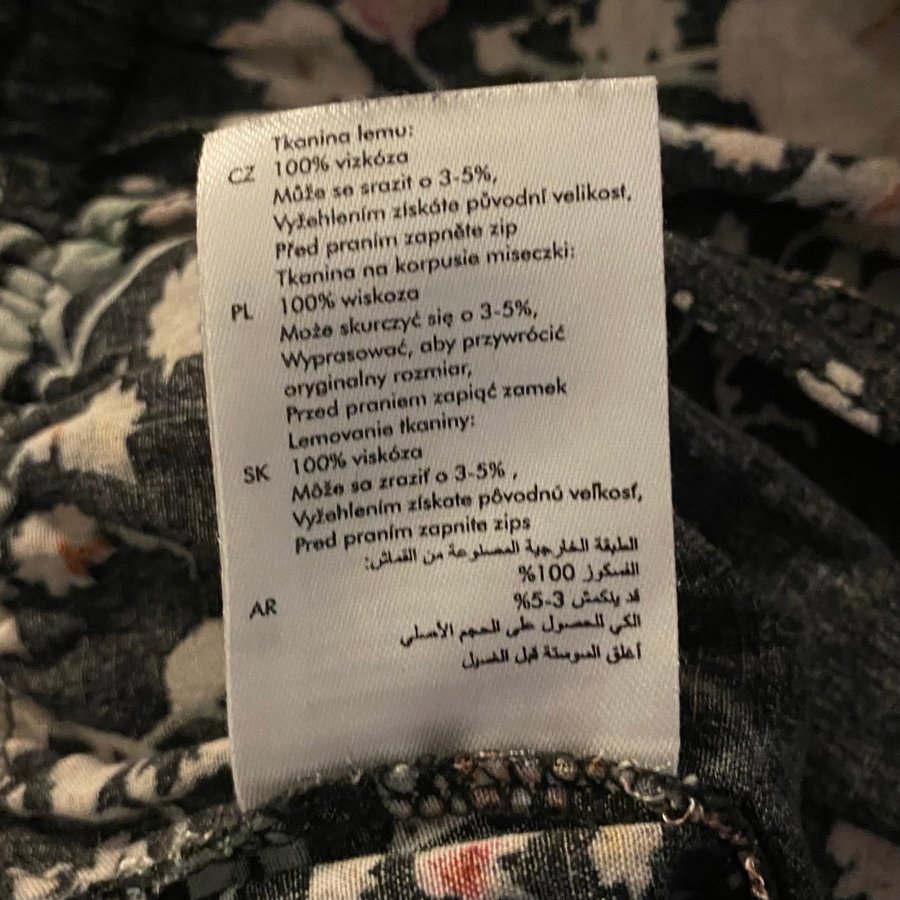 Tkanina lemu:
CZ 100% vizkóza
Může se srazit o 3-5%,
Vyžehlením získáte původní velikost,
Před praním zapněte zip
Tkanina na korpusie miseczki:
PL 100% wiskoza
Może skurczyć się o 3-5%,
Wyprasować, aby przywrócić
oryginalny rozmiar,
Przed praniem zapiąć zamek
Lemovanie tkaniny:
SK 100% viskóza
Môže sa zraziť o 3-5% ,
Vyžehlením získate pôvodnú veľkosť,
Pred praním zapnite zips
الطبقة الخارجية المصنوعة من القماش:
AR الفسكوز 100%
قد ينكمش 3-5%
الكي للحصول على الحجم الأصلي
أغلق السوستة قبل الغسيل